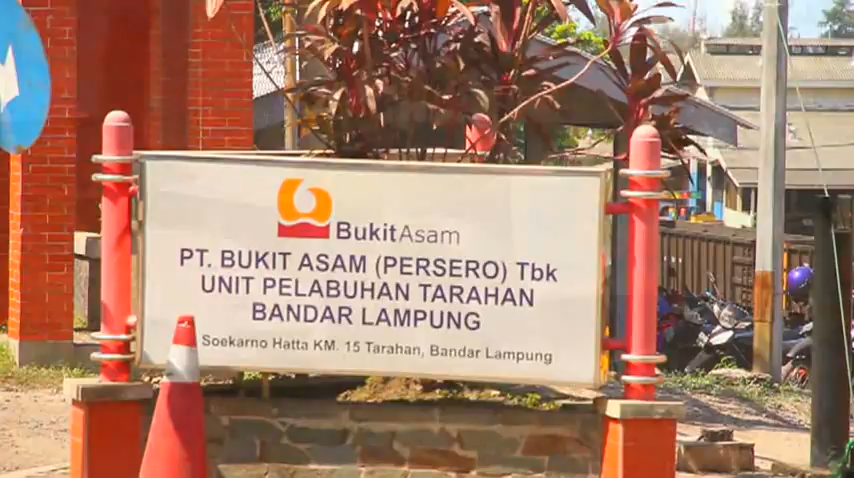 BukitAsam
PT. BUKIT ASAM (PERSERO) Tbk
UNIT PELABUHAN TARAHAN
BANDAR LAMPUNG
Soekarno Hatta KM. 15 Tarahan, Bandar Lampung